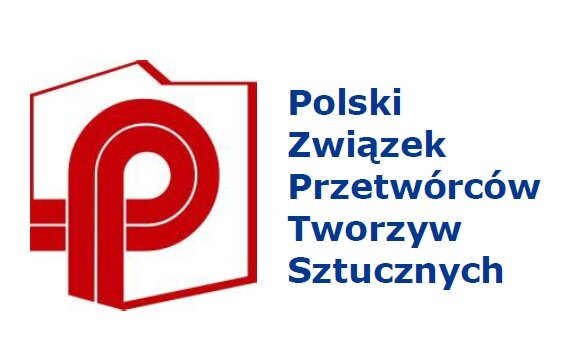 Polski
Związek
Przetwórców
Tworzyw
Sztucznych